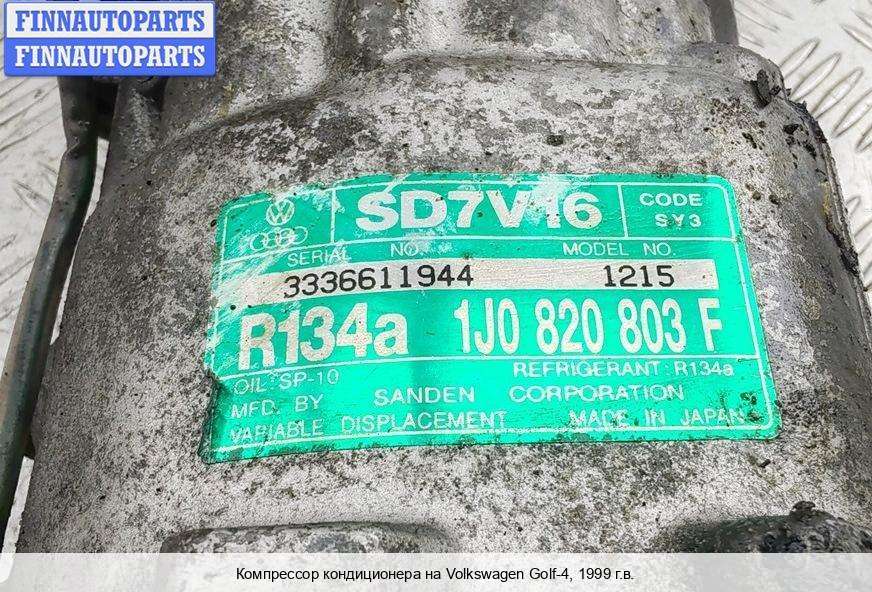 FINNAUTOPARTS
FINNAUTOPARTS
SD7V16
CODE
SY3
SERIAL NO.
MODEL NO.
3336611944
1215
R134a
1J0 820 803 F
OIL: SP-10
REFRIGERANT: R134a
MFD BY SANDEN CORPORATION
VARIABLE DISPLACEMENT MADE IN JAPAN
Компрессор кондиционера на Volkswagen Golf-4, 1999 г.в.